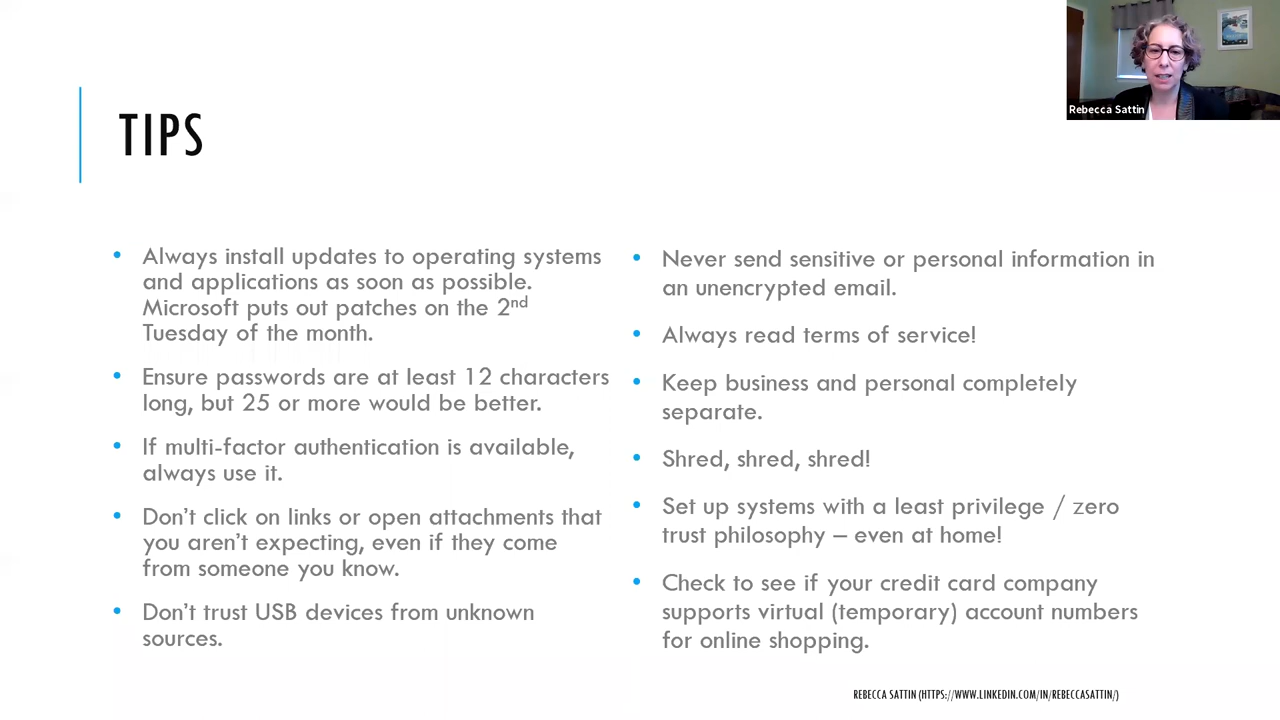 Rebecca Sattin
TIPS
• Always install updates to operating systems
and applications as soon as possible.
Microsoft puts out patches on the 2nd
Tuesday of the month.
• Ensure passwords are at least 12 characters
long, but 25 or more would be better.
• If multi-factor authentication is available,
always use it.
• Don't click on links or open attachments that
you aren't expecting, even if they come
from someone you know.
• Don't trust USB devices from unknown
sources.
• Never send sensitive or personal information in
an unencrypted email.
• Always read terms of service!
• Keep business and personal completely
separate.
• Shred, shred, shred!
• Set up systems with a least privilege / zero
trust philosophy – even at home!
• Check to see if your credit card company
supports virtual (temporary) account numbers
for online shopping.
REBECCA SATTIN (HTTPS://WWW.LINKEDIN.COM/IN/REBECCASATTIN/)